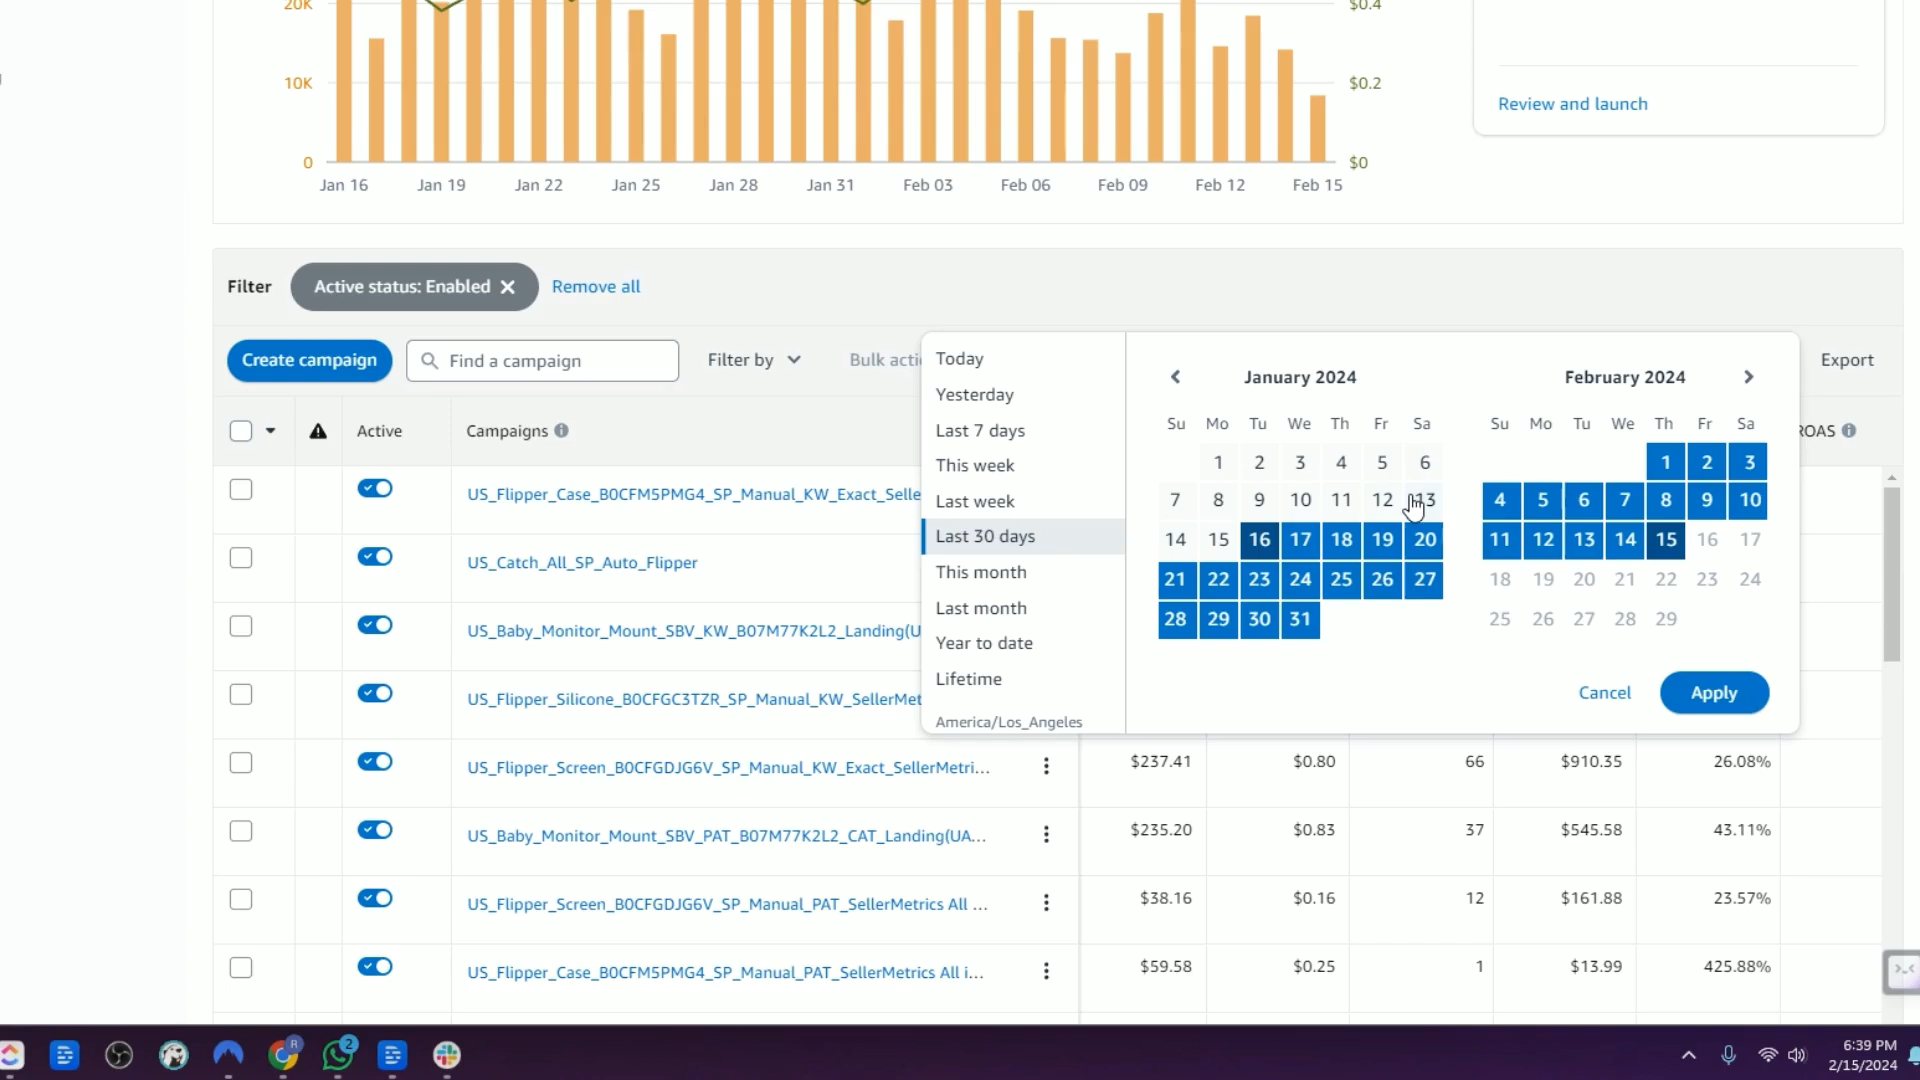 20K
$0.4
10K
$0.2
0
$0
Jan 16 Jan 19 Jan 22 Jan 25 Jan 28 Jan 31 Feb 03 Feb 06 Feb 09 Feb 12 Feb 15
Review and launch
Filter Active status: Enabled Remove all
Create campaign Find a campaign Filter by Bulk acti Export
Active Campaigns ROAS
US_Flipper_Case_B0CFM5PMG4_SP_Manual_KW_Exact_Selle
US_Catch_All_SP_Auto_Flipper
US_Baby_Monitor_Mount_SBV_KW_B07M77K2L2_Landing(U
US_Flipper_Silicone_B0CFGC3TZR_SP_Manual_KW_SellerMet
US_Flipper_Screen_B0CFGDJG6V_SP_Manual_KW_Exact_SellerMetri... $237.41 $0.80 66 $910.35 26.08%
US_Baby_Monitor_Mount_SBV_PAT_B07M77K2L2_CAT_Landing(UA... $235.20 $0.83 37 $545.58 43.11%
US_Flipper_Screen_B0CFGDJG6V_SP_Manual_PAT_SellerMetrics All ... $38.16 $0.16 12 $161.88 23.57%
US_Flipper_Case_B0CFM5PMG4_SP_Manual_PAT_SellerMetrics All i... $59.58 $0.25 1 $13.99 425.88%
Today
Yesterday
Last 7 days
This week
Last week
Last 30 days
This month
Last month
Year to date
Lifetime
America/Los_Angeles
January 2024
Su Mo Tu We Th Fr Sa
1 2 3 4 5 6
7 8 9 10 11 12 13
14 15 16 17 18 19 20
21 22 23 24 25 26 27
28 29 30 31
February 2024
Su Mo Tu We Th Fr Sa
1 2 3
4 5 6 7 8 9 10
11 12 13 14 15 16 17
18 19 20 21 22 23 24
25 26 27 28 29
Cancel Apply
R
2
6:39 PM
2/15/2024